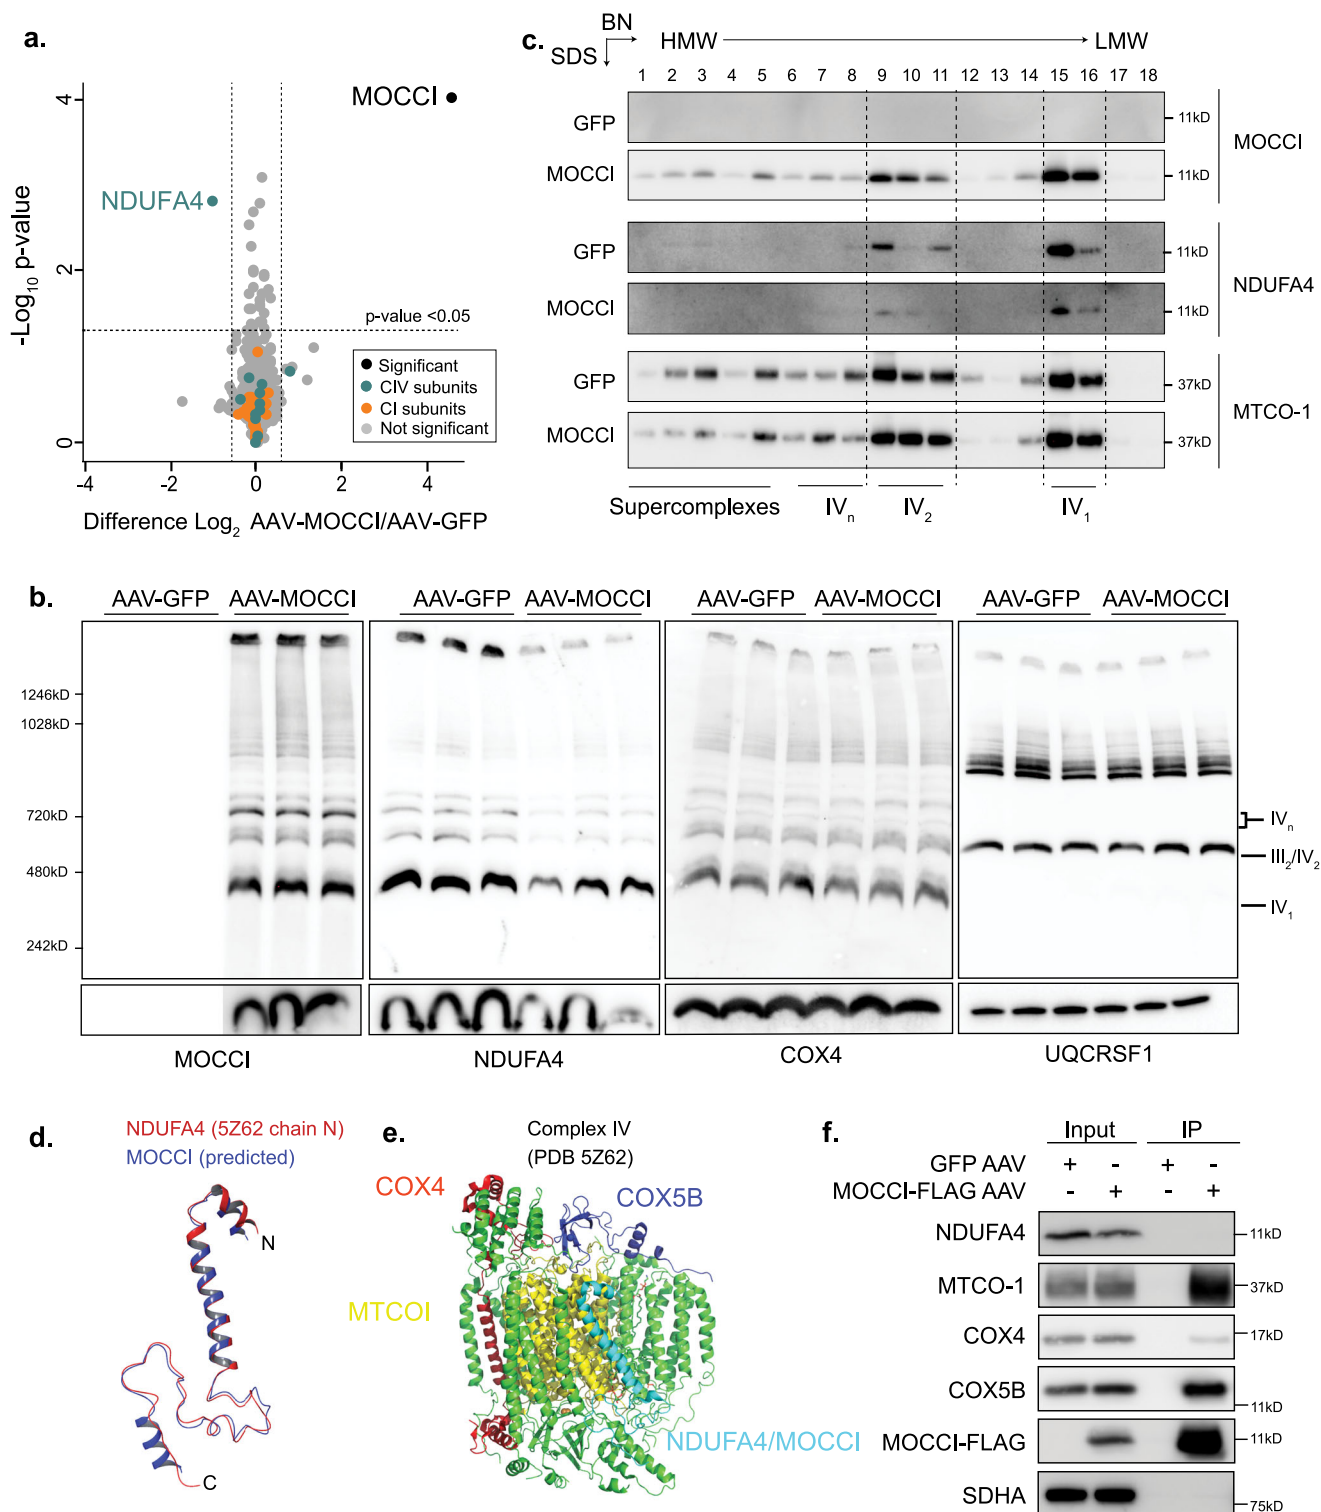 a.
4
2
0
-Log10 p-value
MOCCI
NDUFA4
p-value <0.05
Significant
CIV subunits
CI subunits
Not significant
-4
-2
0
2
4
Difference Log2 AAV-MOCCI/AAV-GFP
c.
BN
SDS
HMW
LMW
1 2 3 4 5 6 7 8 9 10 11 12 13 14 15 16 17 18
GFP
11kD
MOCCI
11kD
MOCCI
GFP
11kD
MOCCI
11kD
NDUFA4
GFP
37kD
MOCCI
37kD
MTCO-1
Supercomplexes
IVn
IV2
IV1
b.
AAV-GFP AAV-MOCCI
AAV-GFP AAV-MOCCI
AAV-GFP AAV-MOCCI
AAV-GFP AAV-MOCCI
1246kD
1028kD
720kD
480kD
242kD
IVn
III2/IV2
IV1
MOCCI
NDUFA4
COX4
UQCRSF1
d.
NDUFA4 (5Z62 chain N)
MOCCI (predicted)
N
C
e.
Complex IV
(PDB 5Z62)
COX4
COX5B
MTCOI
NDUFA4/MOCCI
f.
Input IP
GFP AAV + - + -
MOCCI-FLAG AAV - + - +
NDUFA4
11kD
MTCO-1
37kD
COX4
17kD
COX5B
11kD
MOCCI-FLAG
11kD
SDHA
75kD